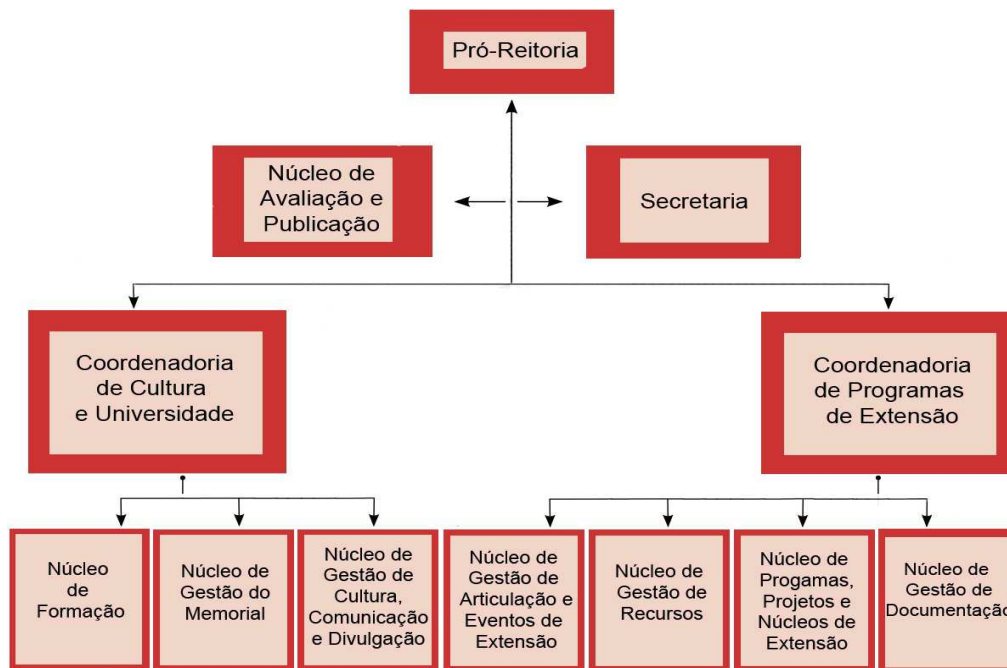 Pró-Reitoria
Núcleo de
Avaliação e
Publicação
Secretaria
Coordenadoria
de Cultura
e Universidade
Coordenadoria
de Programas
de Extensão
Núcleo
de
Formação
Núcleo de
Gestão do
Memorial
Núcleo de
Gestão de
Cultura,
Comunicação
e Divulgação
Núcleo de
Gestão de
Articulação e
Eventos de
Extensão
Núcleo de
Gestão de
Recursos
Núcleo de
Progamas,
Projetos e
Núcleos de
Extensão
Núcleo de
Gestão de
Documentação